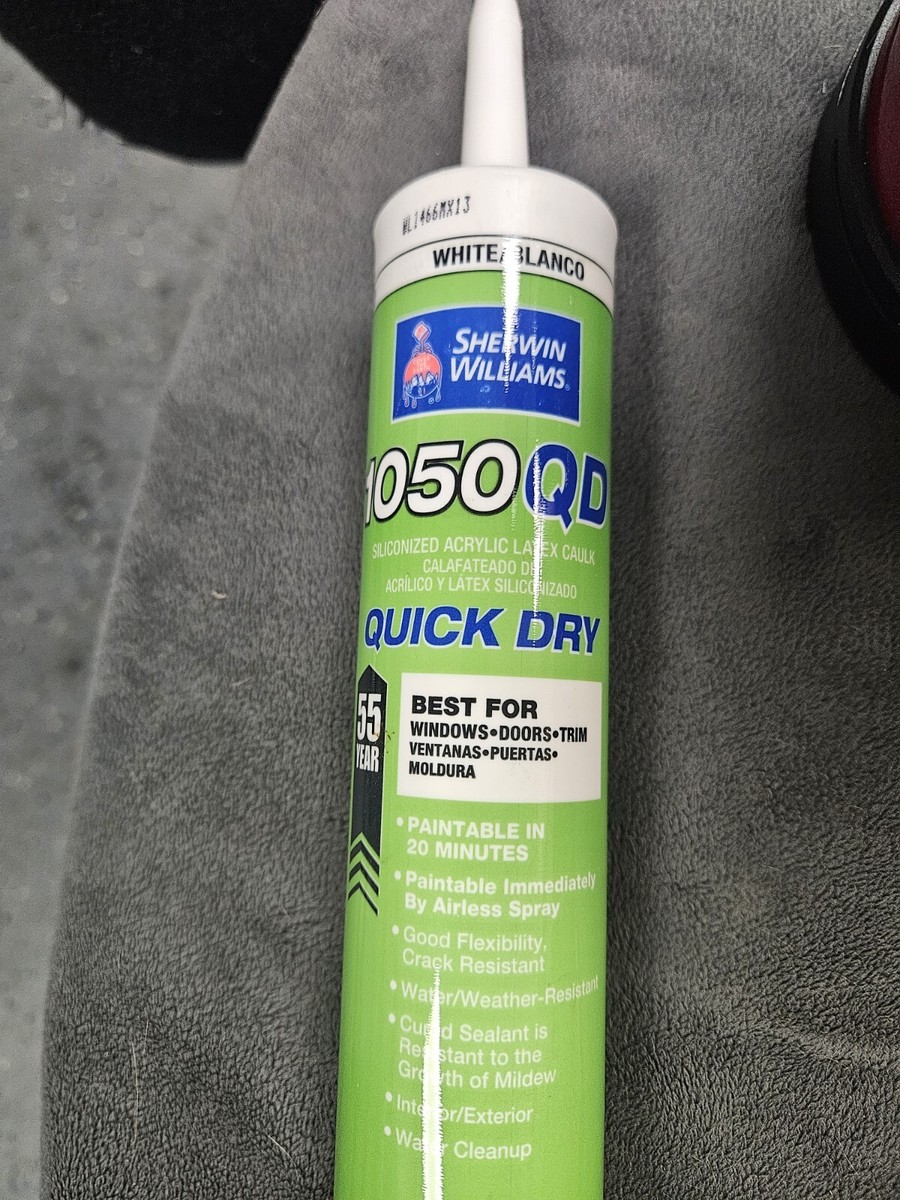 WL1466MX13
WHITE/BLANCO
SHERWIN
WILLIAMS®
1050QD
SILICONIZED ACRYLIC LATEX CAULK
CALAFATEADO DE
ACRÍLICO Y LÁTEX SILICONIZADO
QUICK DRY
55
YEAR
BEST FOR
WINDOWS•DOORS•TRIM
VENTANAS•PUERTAS•
MOLDURA
•PAINTABLE IN
20 MINUTES
•Paintable Immediately
By Airless Spray
•Good Flexibility,
Crack Resistant
•Water/Weather-Resistant
•Cured Sealant is
Resistant to the
Growth of Mildew
•Interior/Exterior
•Water Cleanup